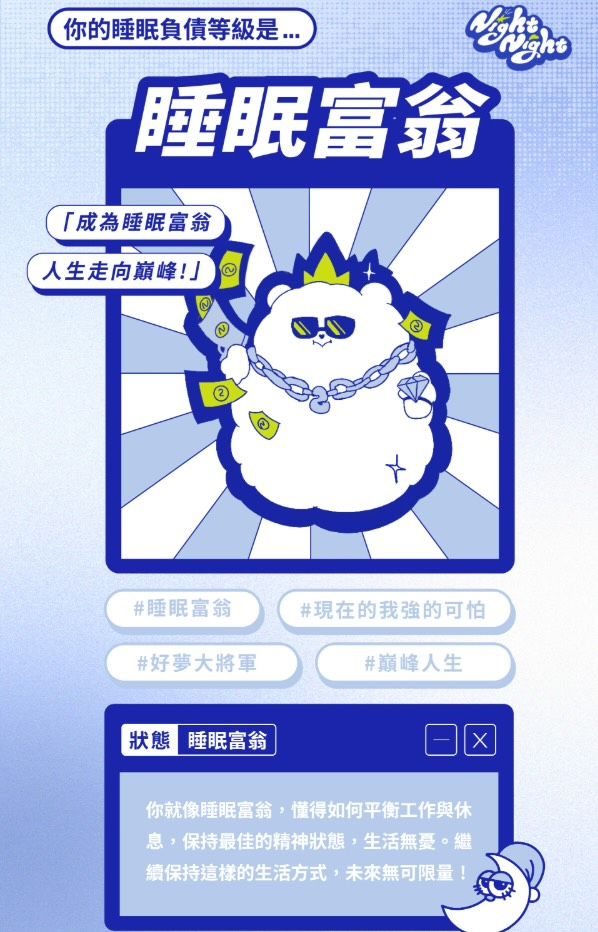 你的睡眠負債等級是...
Night
Night
睡眠富翁
「成為睡眠富翁
人生走向巔峰!」
#睡眠富翁
#現在的我強的可怕
#好夢大將軍
#巔峰人生
狀態 睡眠富翁
你就像睡眠富翁，懂得如何平衡工作與休
息，保持最佳的精神狀態，生活無憂。繼
續保持這樣的生活方式，未來無可限量！